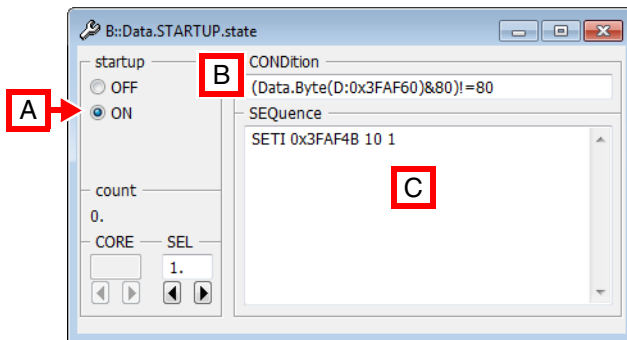 B::Data.STARTUP.state
startup
OFF
A
ON
B
CONDition
(Data.Byte(D:0x3FAF60)&80)!=80
SEQuence
SETI 0x3FAF4B 10 1
C
count
0.
CORE
SEL
1.